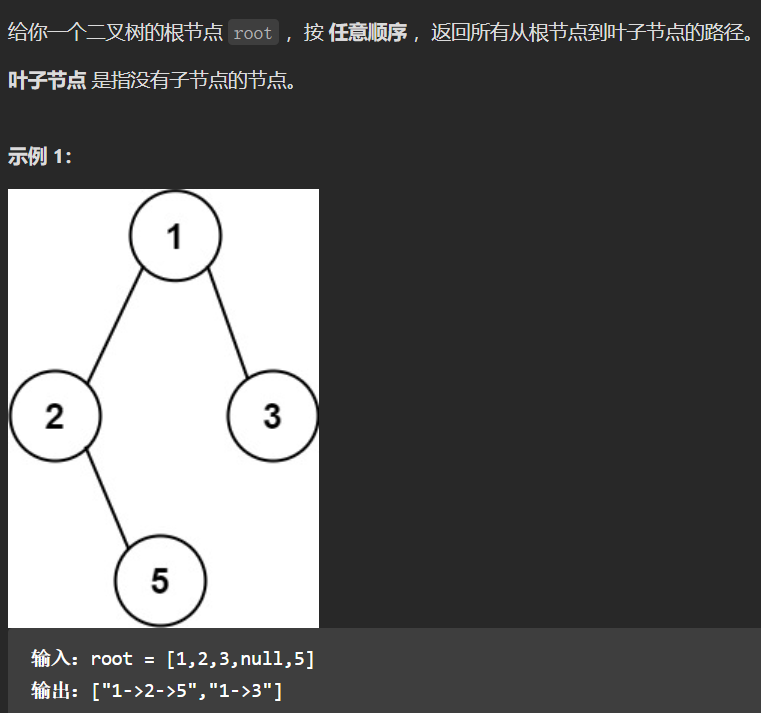 给你一个二叉树的根节点 root ，按 任意顺序 ，返回所有从根节点到叶子节点的路径。
叶子节点 是指没有子节点的节点。
示例 1：
1
2
3
5
输入：root = [1,2,3,null,5]
输出：["1->2->5","1->3"]